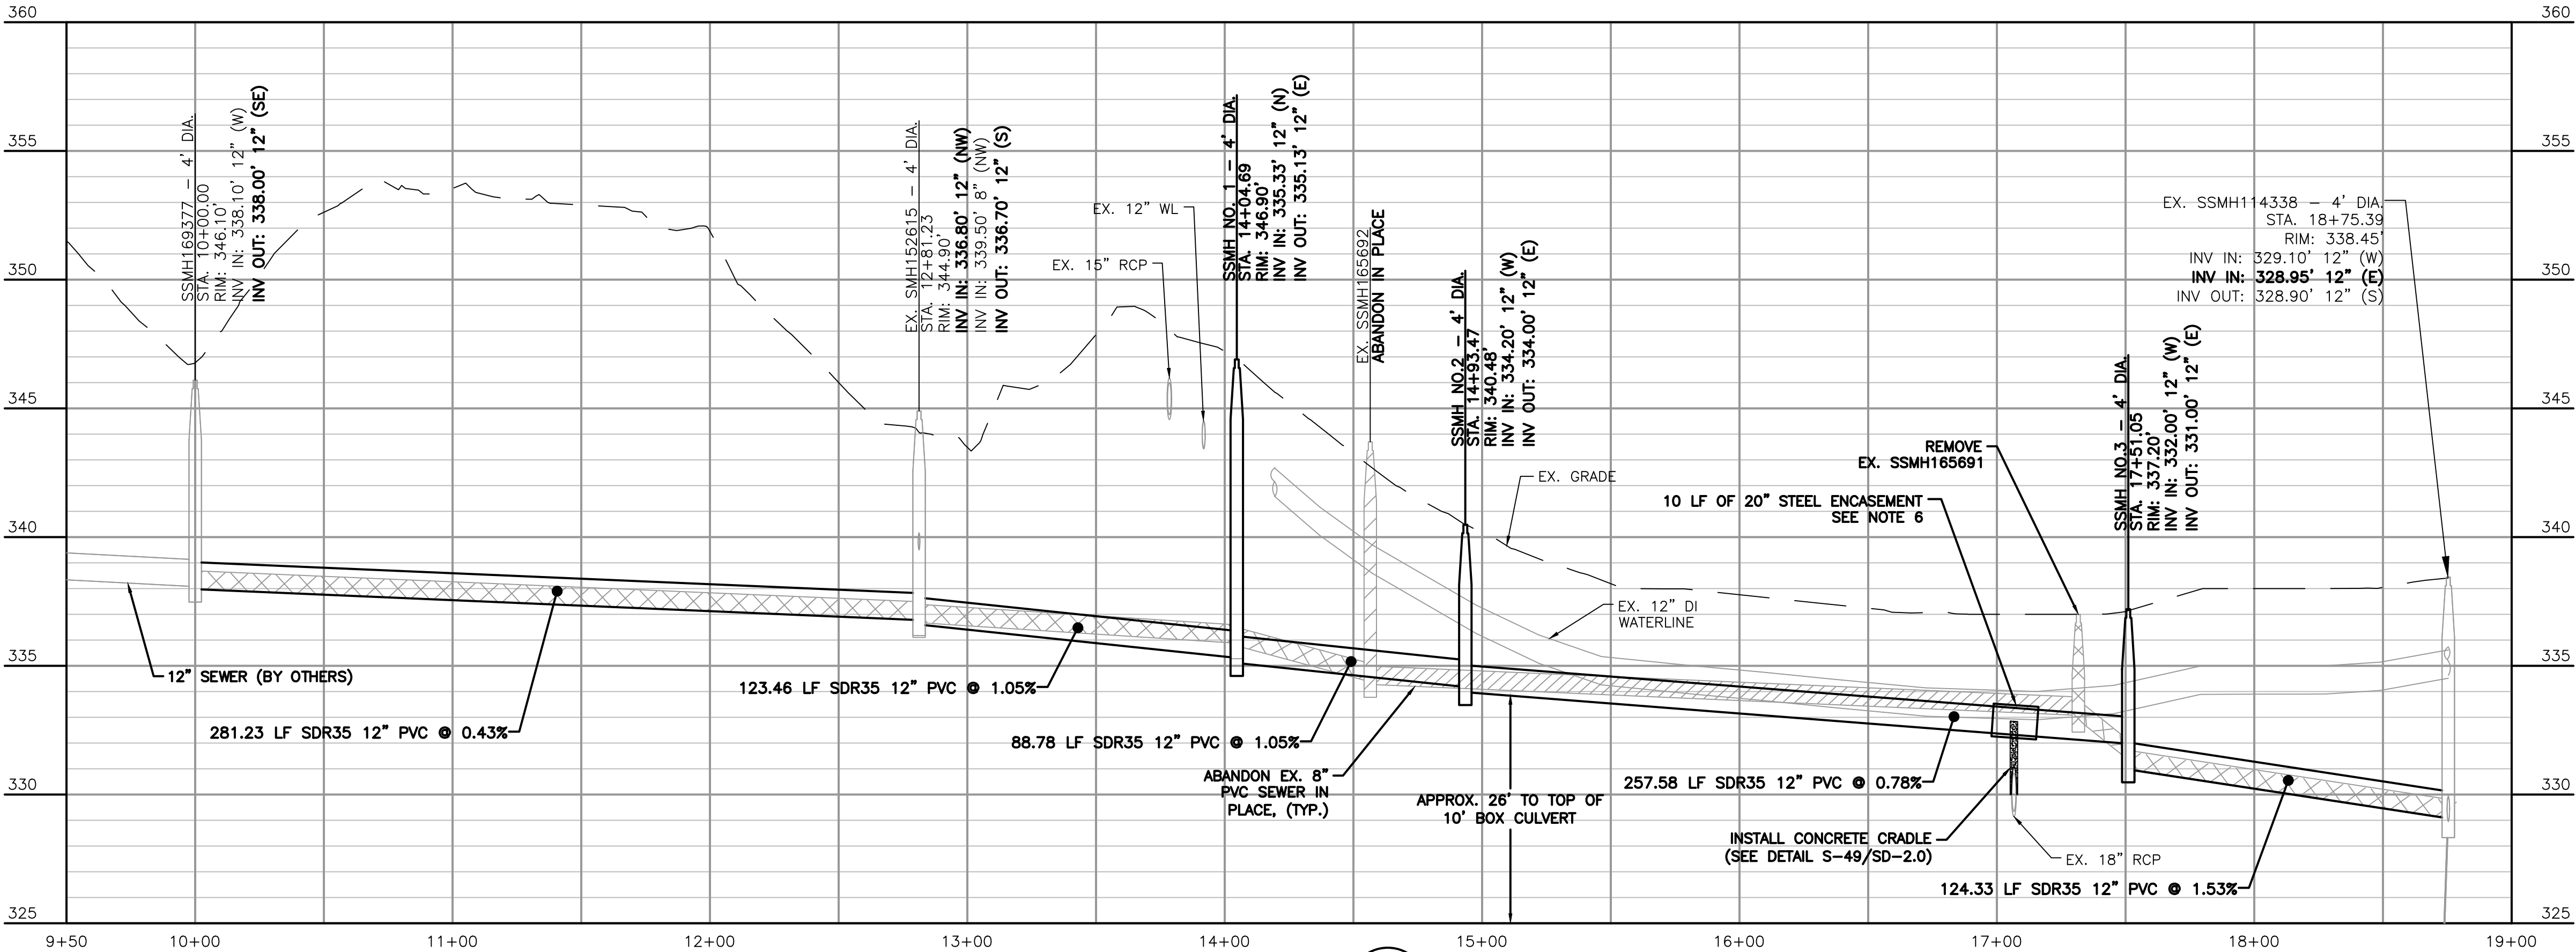 360
360
355
355
350
350
345
345
340
340
335
335
330
330
325
325
9+50
10+00
11+00
12+00
13+00
14+00
15+00
16+00
17+00
18+00
19+00
SSMH169377 – 4' DIA.
STA. 10+00.00
RIM: 346.10'
INV IN: 338.10' 12" (W)
INV OUT: 338.00' 12" (SE)
EX. SMH152615 – 4' DIA.
STA. 12+81.23
RIM: 344.90'
INV IN: 336.80' 12" (NW)
INV IN: 339.50' 8" (NW)
INV OUT: 336.70' 12" (S)
EX. 12" WL
EX. 15" RCP
SSMH NO. 1 – 4' DIA.
STA. 14+04.69
RIM: 346.90'
INV IN: 335.33' 12" (N)
INV OUT: 335.13' 12" (E)
EX. SSMH165692
ABANDON IN PLACE
SSMH NO.2 – 4' DIA.
STA. 14+93.47
RIM: 340.48'
INV IN: 334.20' 12" (W)
INV OUT: 334.00' 12" (E)
EX. GRADE
EX. 12" DI
WATERLINE
REMOVE
EX. SSMH165691
10 LF OF 20" STEEL ENCASEMENT
SEE NOTE 6
SSMH NO.3 – 4' DIA.
STA. 17+51.05
RIM: 337.20'
INV IN: 332.00' 12" (W)
INV OUT: 331.00' 12" (E)
EX. SSMH114338 – 4' DIA.
STA. 18+75.39
RIM: 338.45'
INV IN: 329.10' 12" (W)
INV IN: 328.95' 12" (E)
INV OUT: 328.90' 12" (S)
12" SEWER (BY OTHERS)
281.23 LF SDR35 12" PVC @ 0.43%
123.46 LF SDR35 12" PVC @ 1.05%
88.78 LF SDR35 12" PVC @ 1.05%
ABANDON EX. 8"
PVC SEWER IN
PLACE, (TYP.)
APPROX. 26' TO TOP OF
10' BOX CULVERT
257.58 LF SDR35 12" PVC @ 0.78%
INSTALL CONCRETE CRADLE
(SEE DETAIL S-49/SD-2.0)
EX. 18" RCP
124.33 LF SDR35 12" PVC @ 1.53%